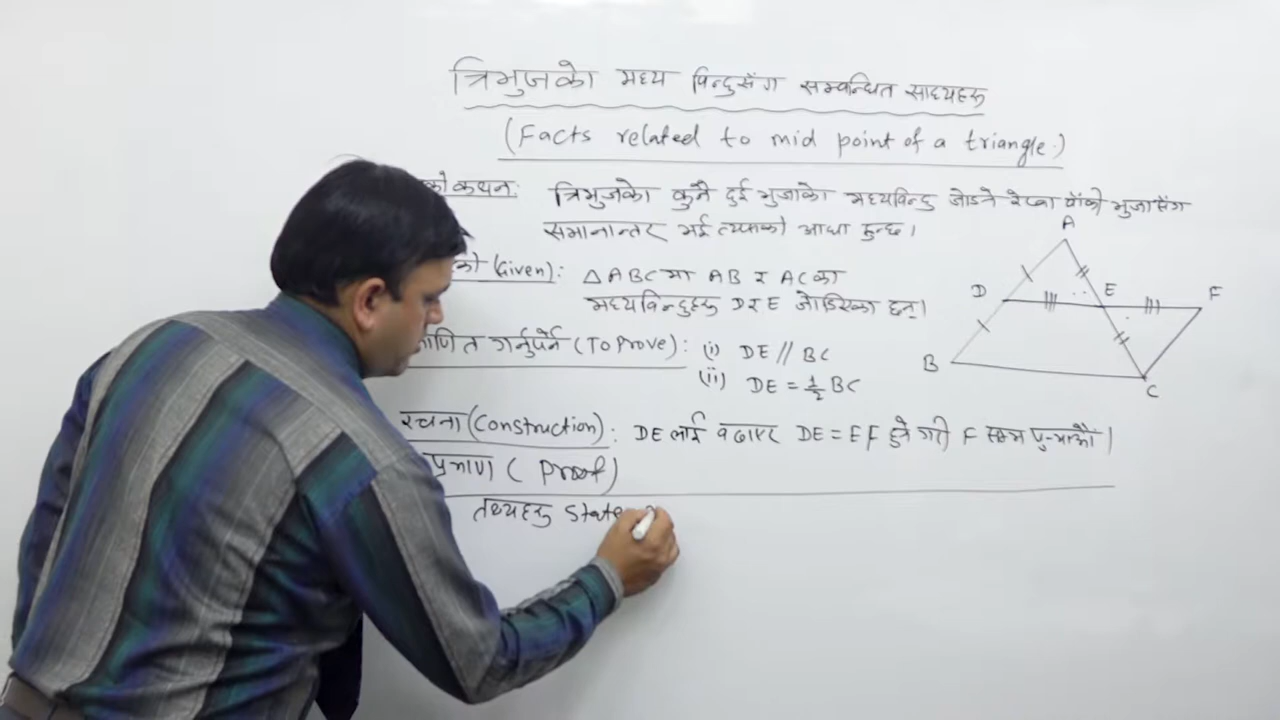 त्रिभुजको मध्य विन्दुसँग सम्बन्धित साध्यहरू
(Facts related to mid point of a triangle.)
को कथन: त्रिभुजको कुनै दुई भुजाको मध्यविन्दु जोड्ने रेखा बाँकी भुजासँग
समानान्तर भई त्यसको आधा हुन्छ।
को (Given): △ABC मा AB र AC का
मध्यविन्दुहरू D र E जोडिएका छन्।
माणित गर्नुपर्ने (To Prove): (i) DE // BC
(ii) DE = 1/2 BC
रचना (Construction): DE लाई बढाएर DE = EF हुने गरी F सम्म पुर्‍याऔं।
प्रमाण (Proof)
तथ्यहरू State
A
D E F
B C